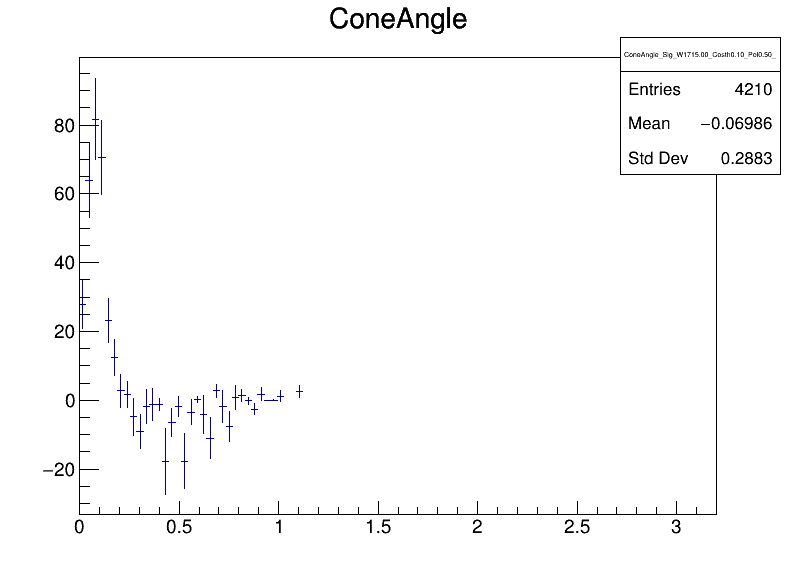 ConeAngle
ConeAngle_Sig_W1715.00_Costh0.10_Pol0.50_
Entries 4210
Mean −0.06986
Std Dev 0.2883
80
60
40
20
0
−20
0 0.5 1 1.5 2 2.5 3